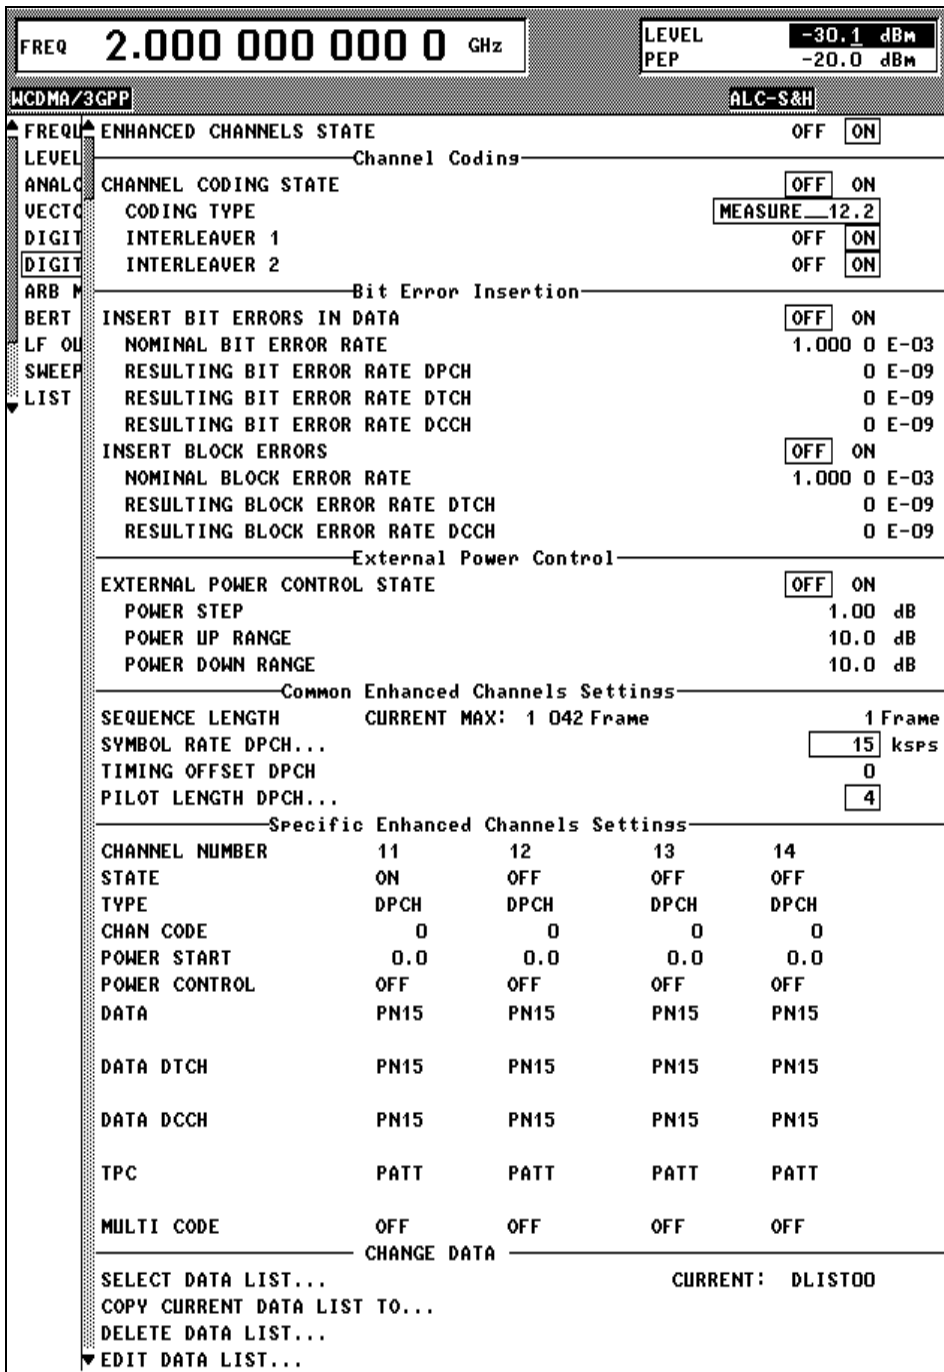 FREQ 2.000 000 000 0 GHz
LEVEL -30.1 dBm
PEP -20.0 dBm
WCDMA/3GPP ALC-S&H
FREQU ENHANCED CHANNELS STATE OFF ON
LEVEL Channel Coding
ANALO CHANNEL CODING STATE OFF ON
VECTO CODING TYPE MEASURE__12.2
DIGIT INTERLEAVER 1 OFF ON
DIGIT INTERLEAVER 2 OFF ON
ARB M Bit Error Insertion
BERT INSERT BIT ERRORS IN DATA OFF ON
LF OU NOMINAL BIT ERROR RATE 1.000 0 E-03
SWEEP RESULTING BIT ERROR RATE DPCH 0 E-09
LIST RESULTING BIT ERROR RATE DTCH 0 E-09
RESULTING BIT ERROR RATE DCCH 0 E-09
INSERT BLOCK ERRORS OFF ON
NOMINAL BLOCK ERROR RATE 1.000 0 E-03
RESULTING BLOCK ERROR RATE DTCH 0 E-09
RESULTING BLOCK ERROR RATE DCCH 0 E-09
External Power Control
EXTERNAL POWER CONTROL STATE OFF ON
POWER STEP 1.00 dB
POWER UP RANGE 10.0 dB
POWER DOWN RANGE 10.0 dB
Common Enhanced Channels Settings
SEQUENCE LENGTH CURRENT MAX: 1 042 Frame 1 Frame
SYMBOL RATE DPCH... 15 ksps
TIMING OFFSET DPCH 0
PILOT LENGTH DPCH... 4
Specific Enhanced Channels Settings
CHANNEL NUMBER 11 12 13 14
STATE ON OFF OFF OFF
TYPE DPCH DPCH DPCH DPCH
CHAN CODE 0 0 0 0
POWER START 0.0 0.0 0.0 0.0
POWER CONTROL OFF OFF OFF OFF
DATA PN15 PN15 PN15 PN15
DATA DTCH PN15 PN15 PN15 PN15
DATA DCCH PN15 PN15 PN15 PN15
TPC PATT PATT PATT PATT
MULTI CODE OFF OFF OFF OFF
CHANGE DATA
SELECT DATA LIST... CURRENT: DLIST00
COPY CURRENT DATA LIST TO...
DELETE DATA LIST...
EDIT DATA LIST...